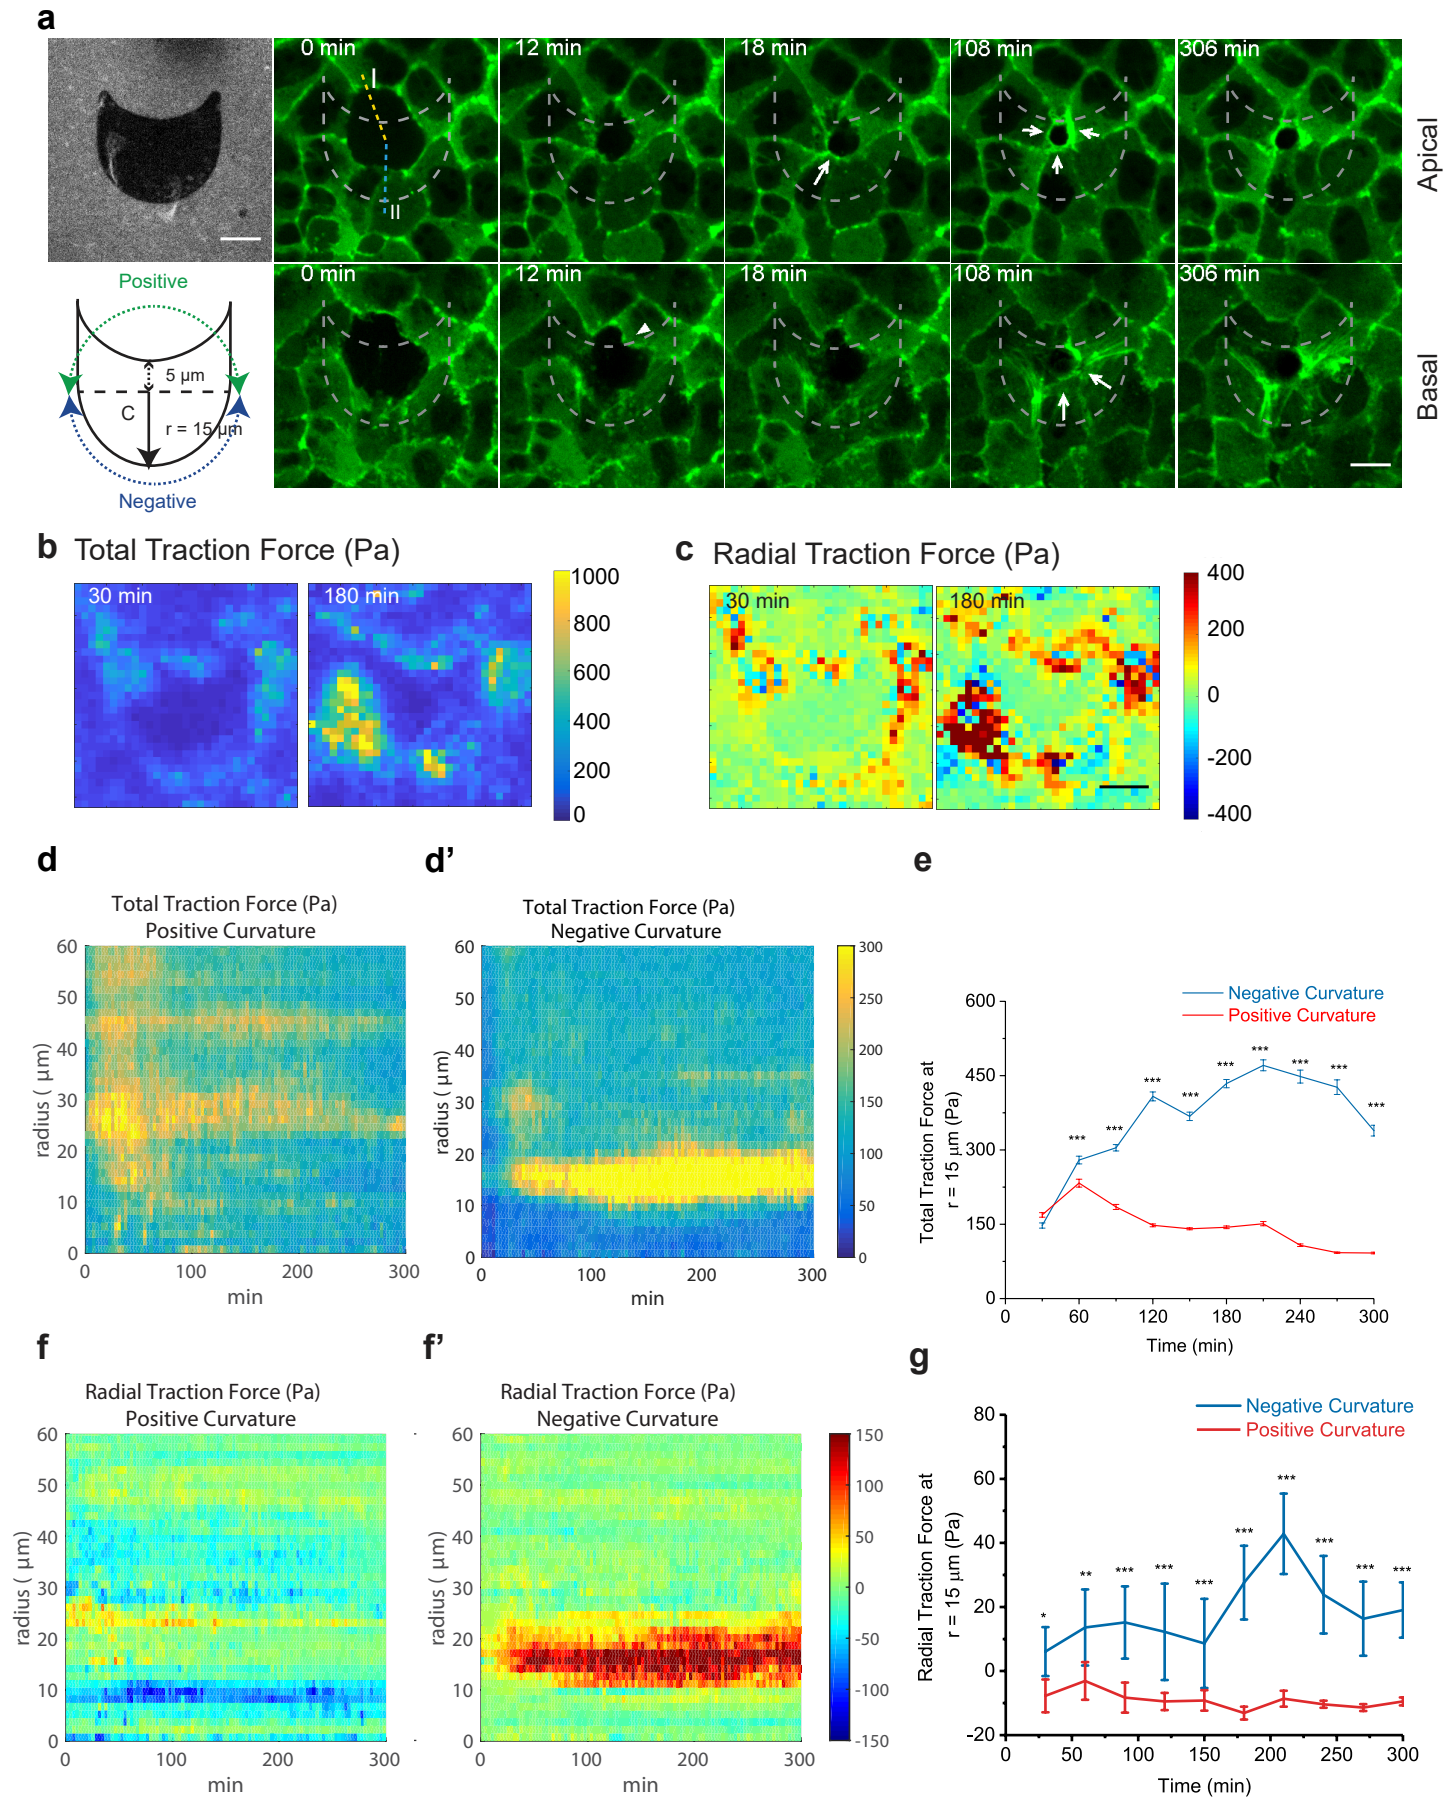 a
0 min
12 min
18 min
108 min
306 min
I
II
Apical
Positive
5 µm
C
r = 15 µm
Negative
0 min
12 min
18 min
108 min
306 min
Basal
b Total Traction Force (Pa)
30 min
180 min
1000
800
600
400
200
0
c Radial Traction Force (Pa)
30 min
180 min
400
200
0
-200
-400
d
Total Traction Force (Pa)
Positive Curvature
60
50
40
30
20
10
0
radius ( µm)
0 100 200 300
min
d’
Total Traction Force (Pa)
Negative Curvature
60
50
40
30
20
10
0
radius ( µm)
0 100 200 300
min
300
250
200
150
100
50
0
e
Negative Curvature
Positive Curvature
600
450
300
150
0
Total Traction Force at
r = 15 µm (Pa)
***
***
***
***
***
***
***
***
***
0 60 120 180 240 300
Time (min)
f
Radial Traction Force (Pa)
Positive Curvature
60
50
40
30
20
10
0
radius ( µm)
0 100 200 300
min
f’
Radial Traction Force (Pa)
Negative Curvature
60
50
40
30
20
10
0
radius ( µm)
0 100 200 300
min
150
100
50
0
-50
-100
-150
g
Negative Curvature
Positive Curvature
80
60
40
20
0
-20
Radial Traction Force at
r = 15 µm (Pa)
*
**
***
***
***
***
***
***
***
***
0 50 100 150 200 250 300
Time (min)